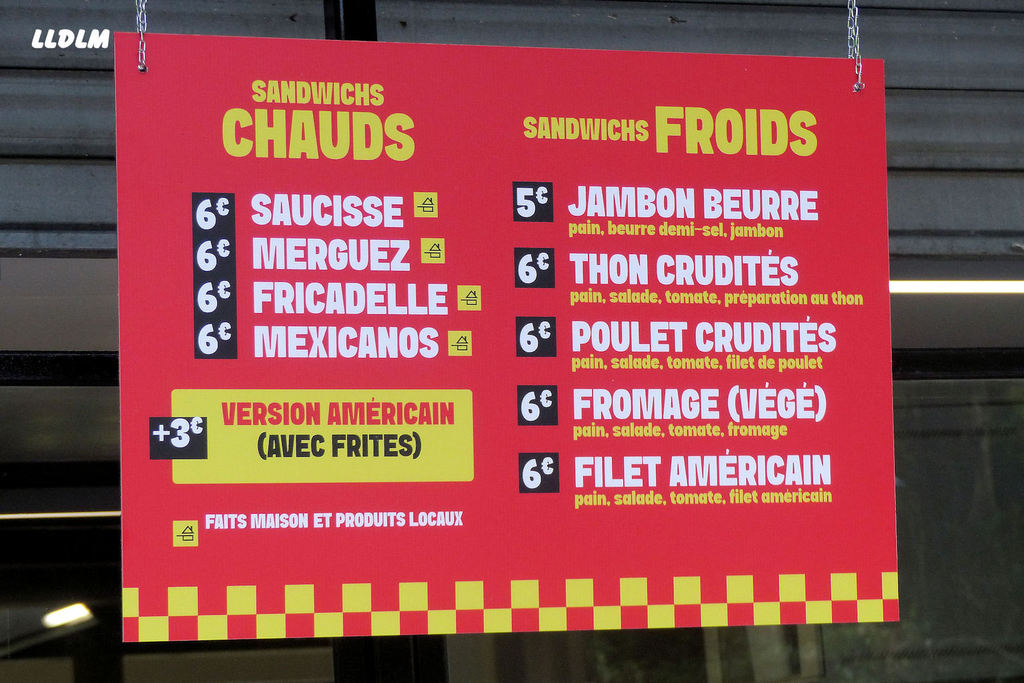 LLDLM
SANDWICHS
CHAUDS
6€ SAUCISSE
6€ MERGUEZ
6€ FRICADELLE
6€ MEXICANOS
+3€ VERSION AMÉRICAIN
(AVEC FRITES)
FAITS MAISON ET PRODUITS LOCAUX
SANDWICHS FROIDS
5€ JAMBON BEURRE
pain, beurre demi-sel, jambon
6€ THON CRUDITÉS
pain, salade, tomate, préparation au thon
6€ POULET CRUDITÉS
pain, salade, tomate, filet de poulet
6€ FROMAGE (VÉGÉ)
pain, salade, tomate, fromage
6€ FILET AMÉRICAIN
pain, salade, tomate, filet américain